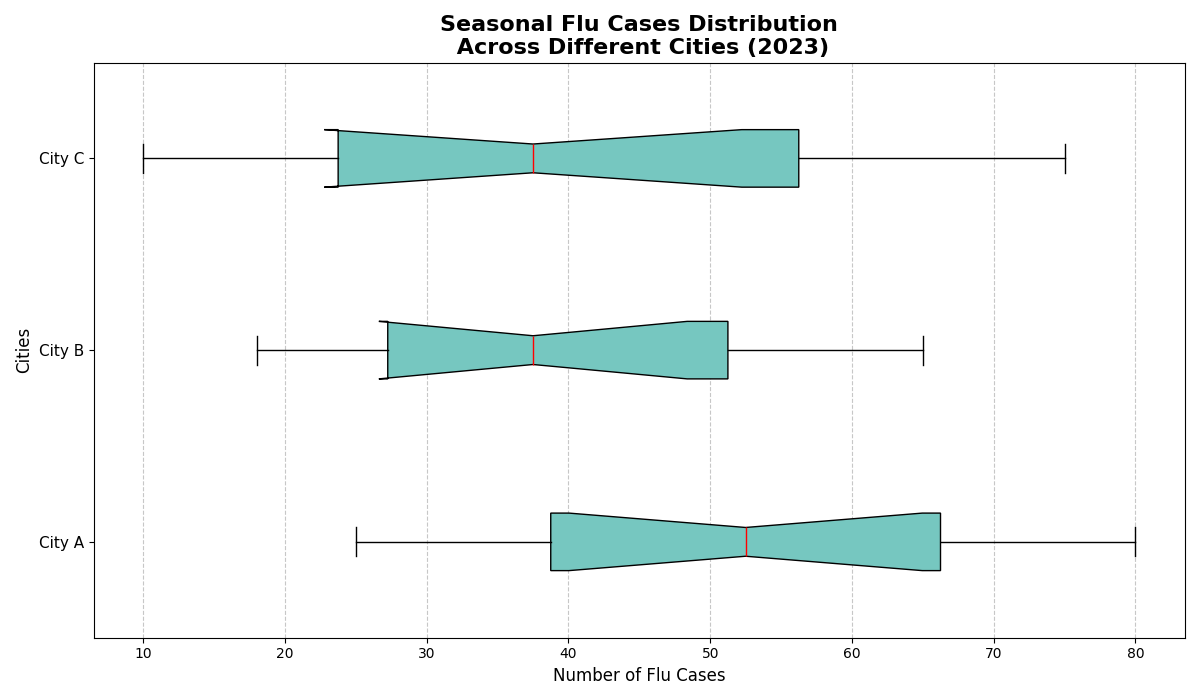 Seasonal Flu Cases Distribution
Across Different Cities (2023)
Cities
City C
City B
City A
10 20 30 40 50 60 70 80
Number of Flu Cases